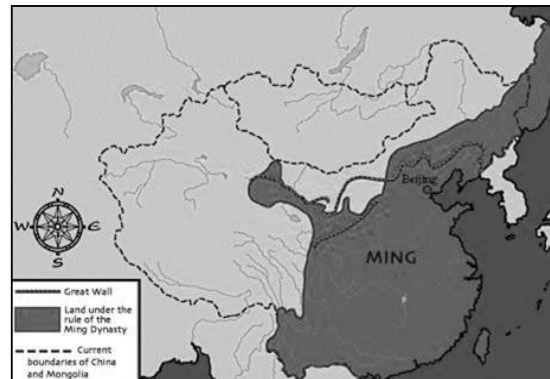 Beijing
N
W E
S
MING
Great Wall
Land under the
rule of the
Ming Dynasty
Current
boundaries of China
and Mongolia